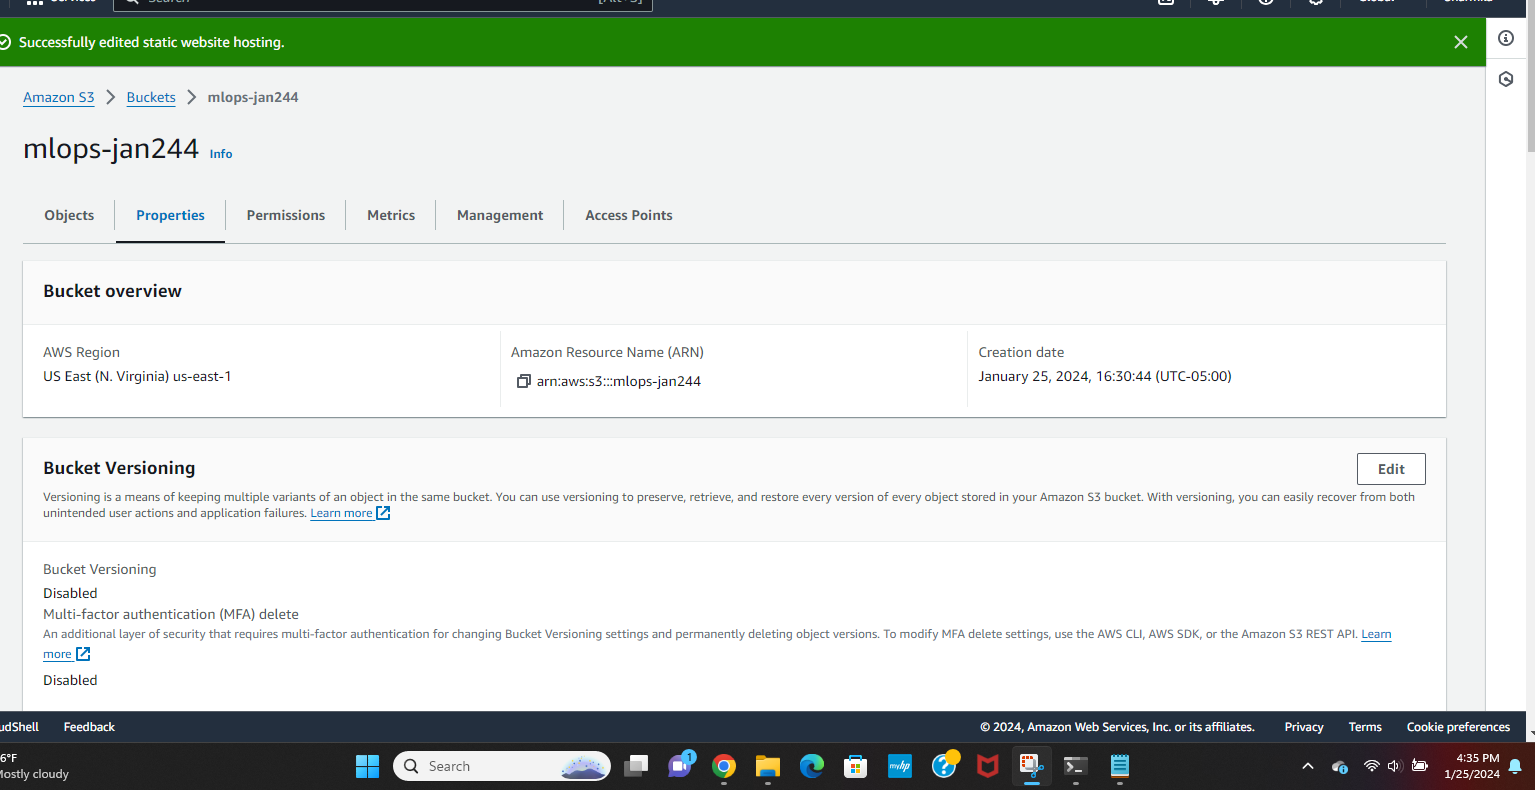 Search
Successfully edited static website hosting.
Amazon S3 > Buckets > mlops-jan244
mlops-jan244 Info
Objects Properties Permissions Metrics Management Access Points
Bucket overview
AWS Region
US East (N. Virginia) us-east-1
Amazon Resource Name (ARN)
arn:aws:s3:::mlops-jan244
Creation date
January 25, 2024, 16:30:44 (UTC-05:00)
Bucket Versioning
Edit
Versioning is a means of keeping multiple variants of an object in the same bucket. You can use versioning to preserve, retrieve, and restore every version of every object stored in your Amazon S3 bucket. With versioning, you can easily recover from both
unintended user actions and application failures. Learn more
Bucket Versioning
Disabled
Multi-factor authentication (MFA) delete
An additional layer of security that requires multi-factor authentication for changing Bucket Versioning settings and permanently deleting object versions. To modify MFA delete settings, use the AWS CLI, AWS SDK, or the Amazon S3 REST API. Learn
more
Disabled
udShell Feedback © 2024, Amazon Web Services, Inc. or its affiliates. Privacy Terms Cookie preferences
6°F
Mostly cloudy
Search
1
myhp
4:35 PM
1/25/2024